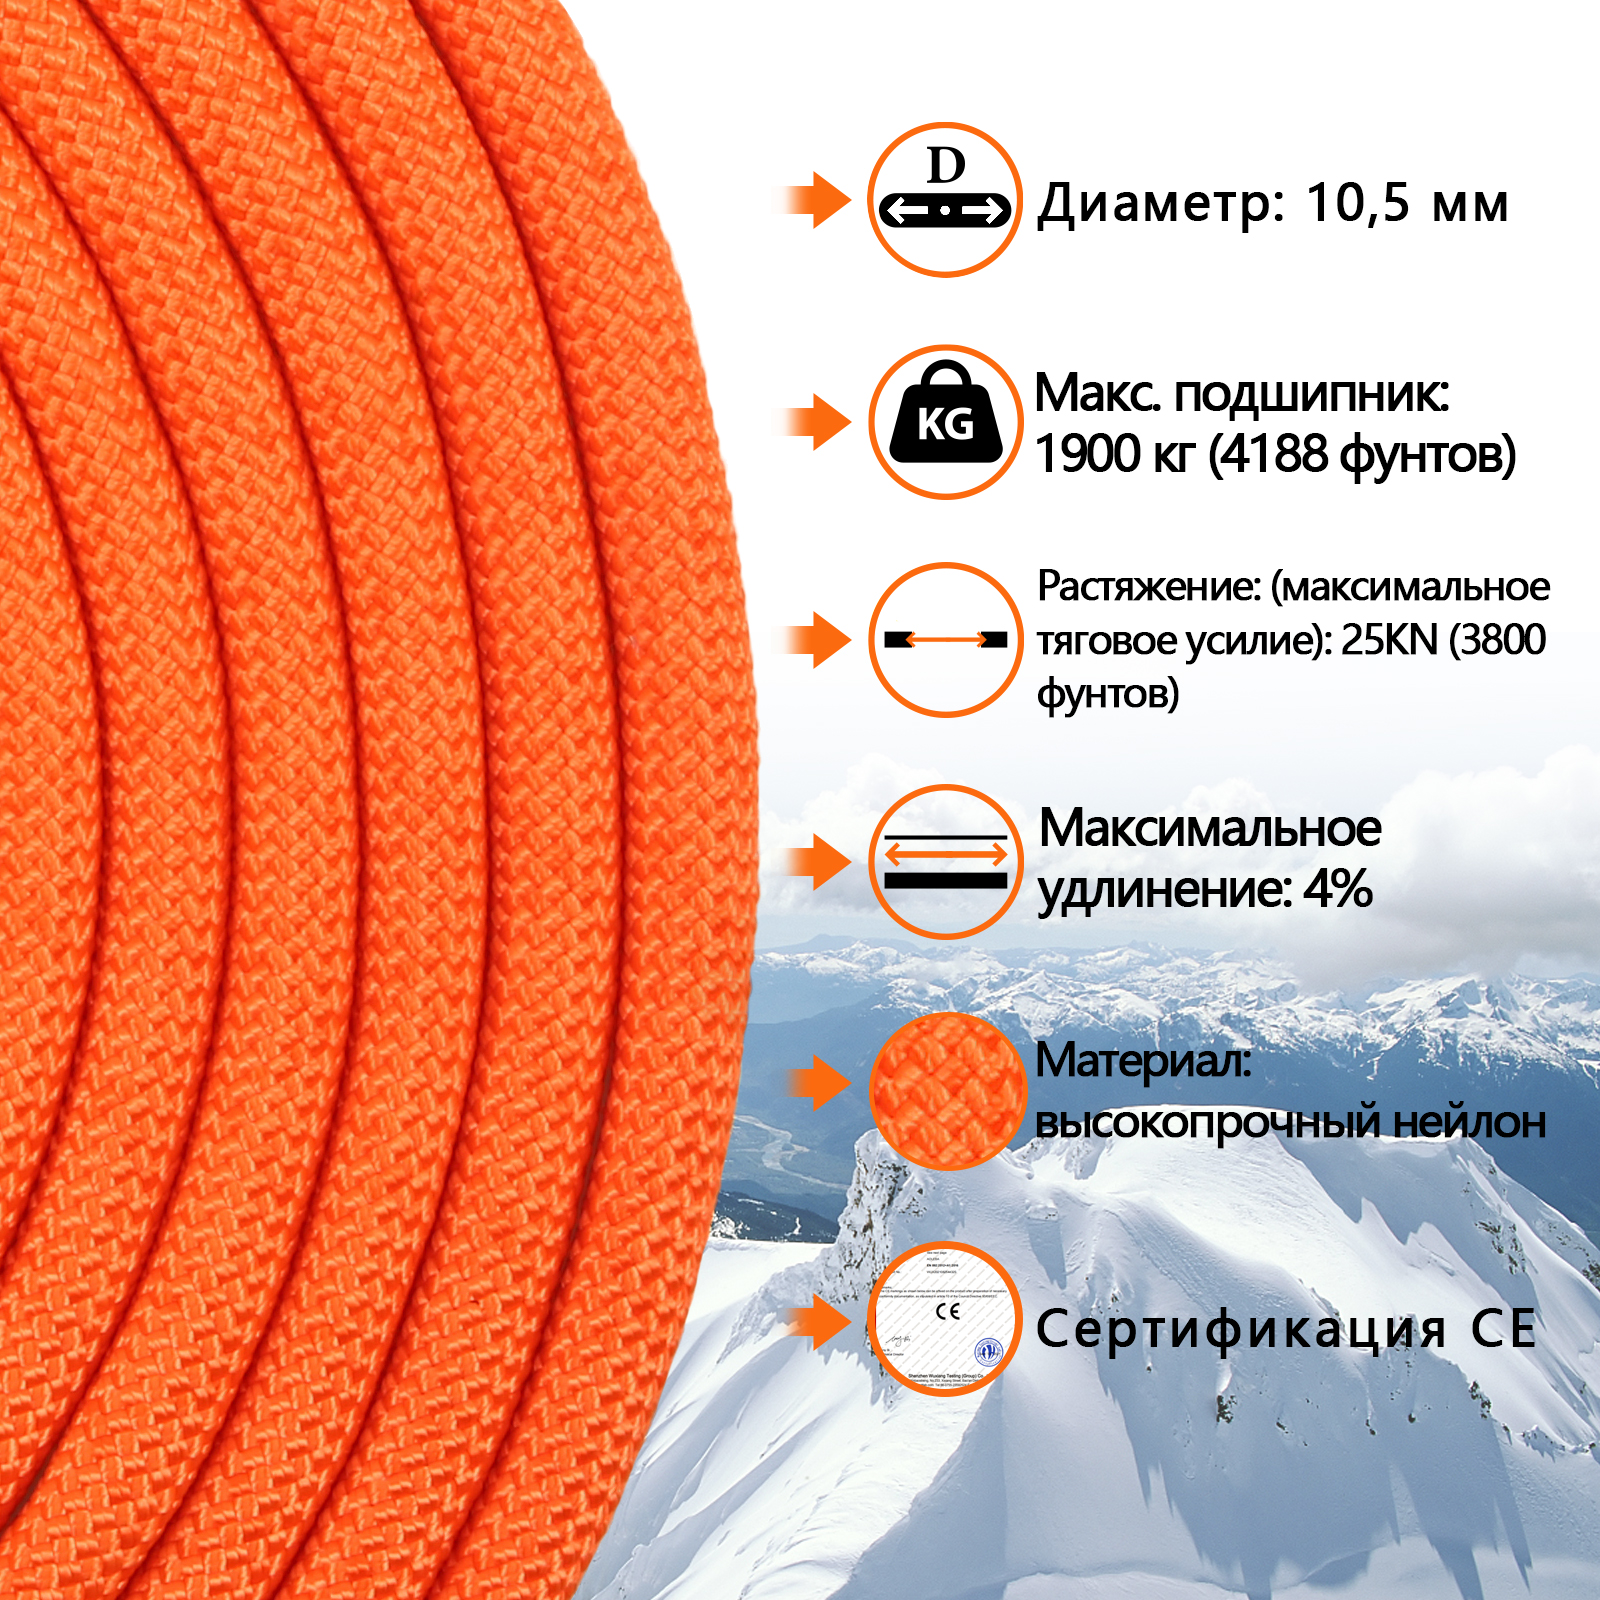 D
Диаметр: 10,5 мм
KG
Макс. подшипник:
1900 кг (4188 фунтов)
Растяжение: (максимальное
тяговое усилие): 25KN (3800
фунтов)
Максимальное
удлинение: 4%
Материал:
высокопрочный нейлон
CE
Shenzhen Wuxiang Testing (Group) Co
Сертификация CE